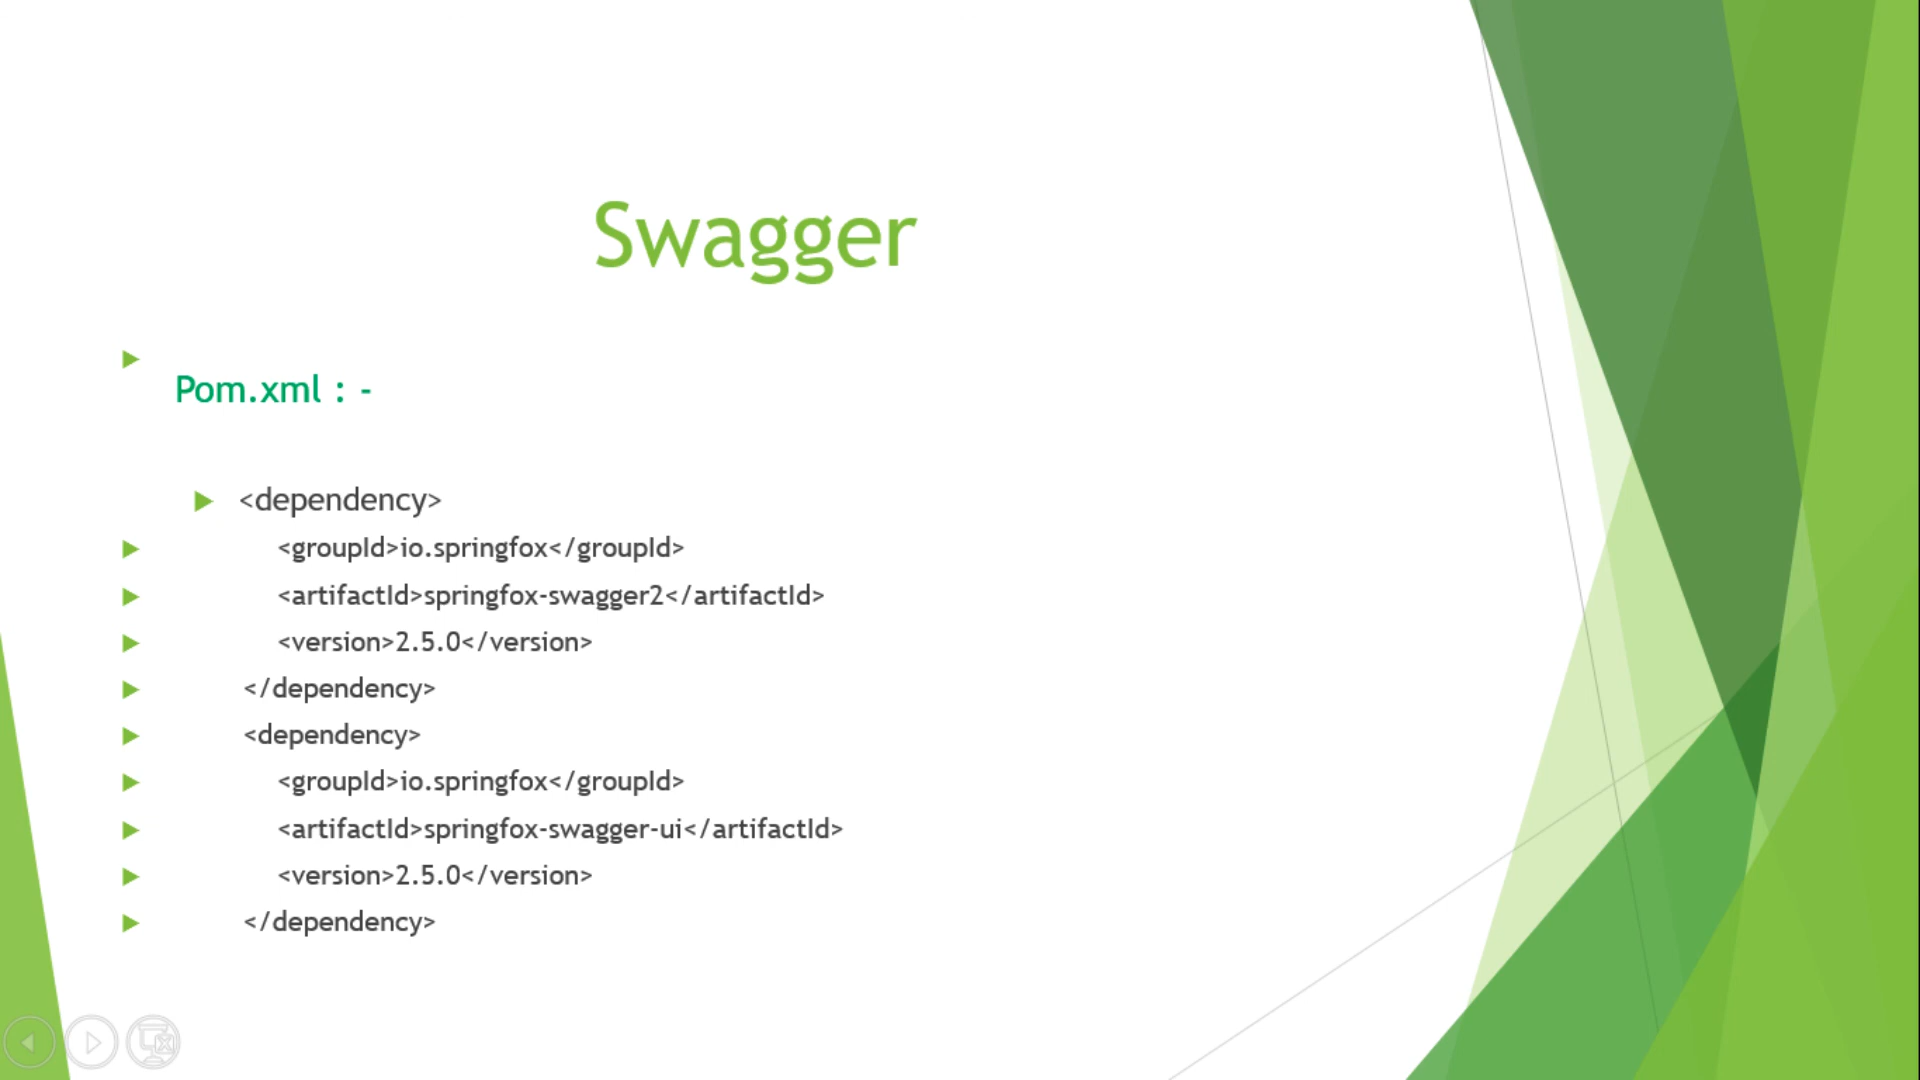 Swagger
Pom.xml : -
<dependency>
<groupId>io.springfox</groupId>
<artifactId>springfox-swagger2</artifactId>
<version>2.5.0</version>
</dependency>
<dependency>
<groupId>io.springfox</groupId>
<artifactId>springfox-swagger-ui</artifactId>
<version>2.5.0</version>
</dependency>